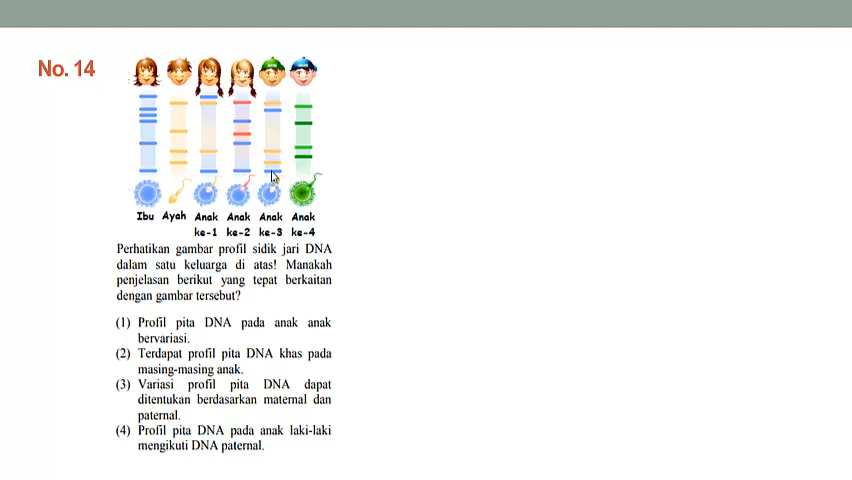 No. 14
Ibu Ayah Anak Anak Anak Anak
ke-1 ke-2 ke-3 ke-4
Perhatikan gambar profil sidik jari DNA
dalam satu keluarga di atas! Manakah
penjelasan berikut yang tepat berkaitan
dengan gambar tersebut?
(1) Profil pita DNA pada anak anak
bervariasi.
(2) Terdapat profil pita DNA khas pada
masing-masing anak.
(3) Variasi profil pita DNA dapat
ditentukan berdasarkan maternal dan
paternal.
(4) Profil pita DNA pada anak laki-laki
mengikuti DNA paternal.